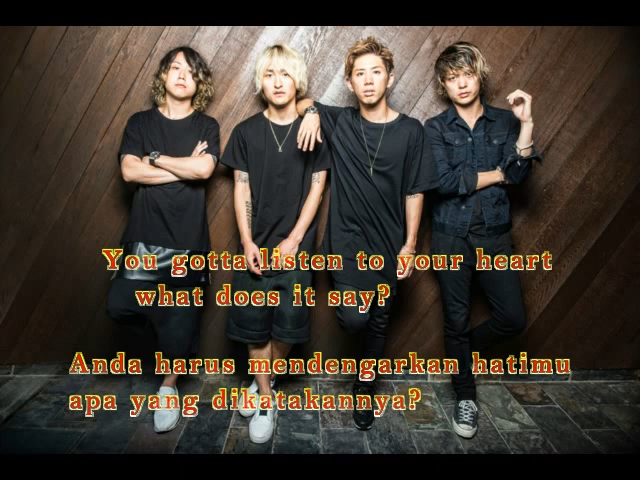 You gotta listen to your heart
what does it say?
Anda harus mendengarkan hatimu
apa yang dikatakannya?